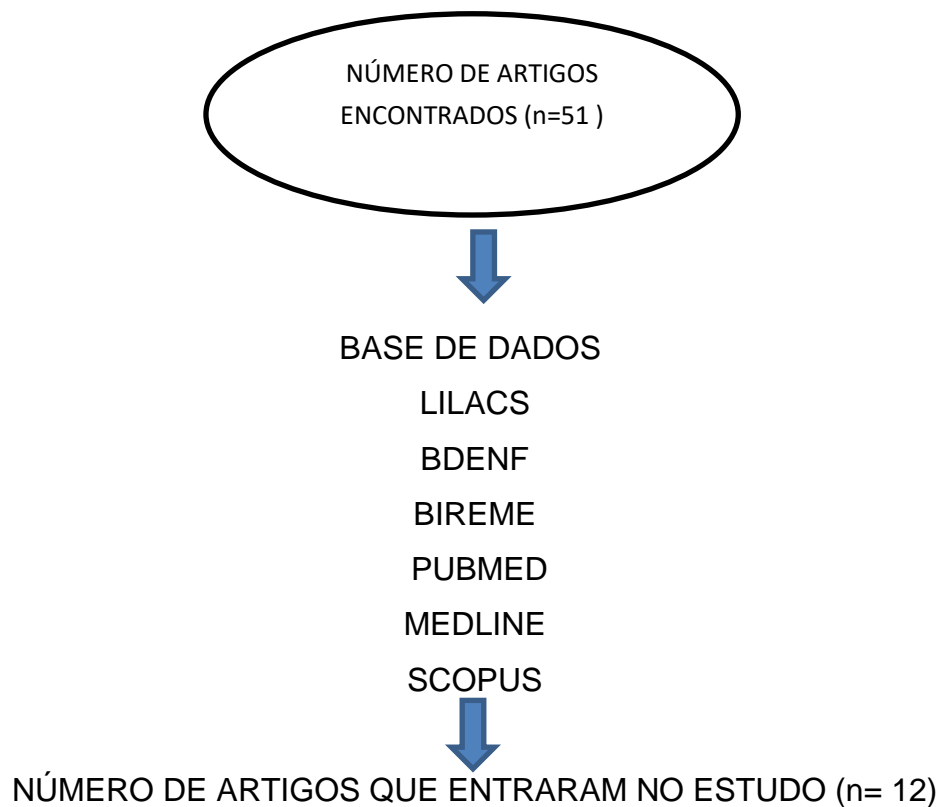 NÚMERO DE ARTIGOS
ENCONTRADOS (n=51 )
BASE DE DADOS
LILACS
BDENF
BIREME
PUBMED
MEDLINE
SCOPUS
NÚMERO DE ARTIGOS QUE ENTRARAM NO ESTUDO (n= 12)